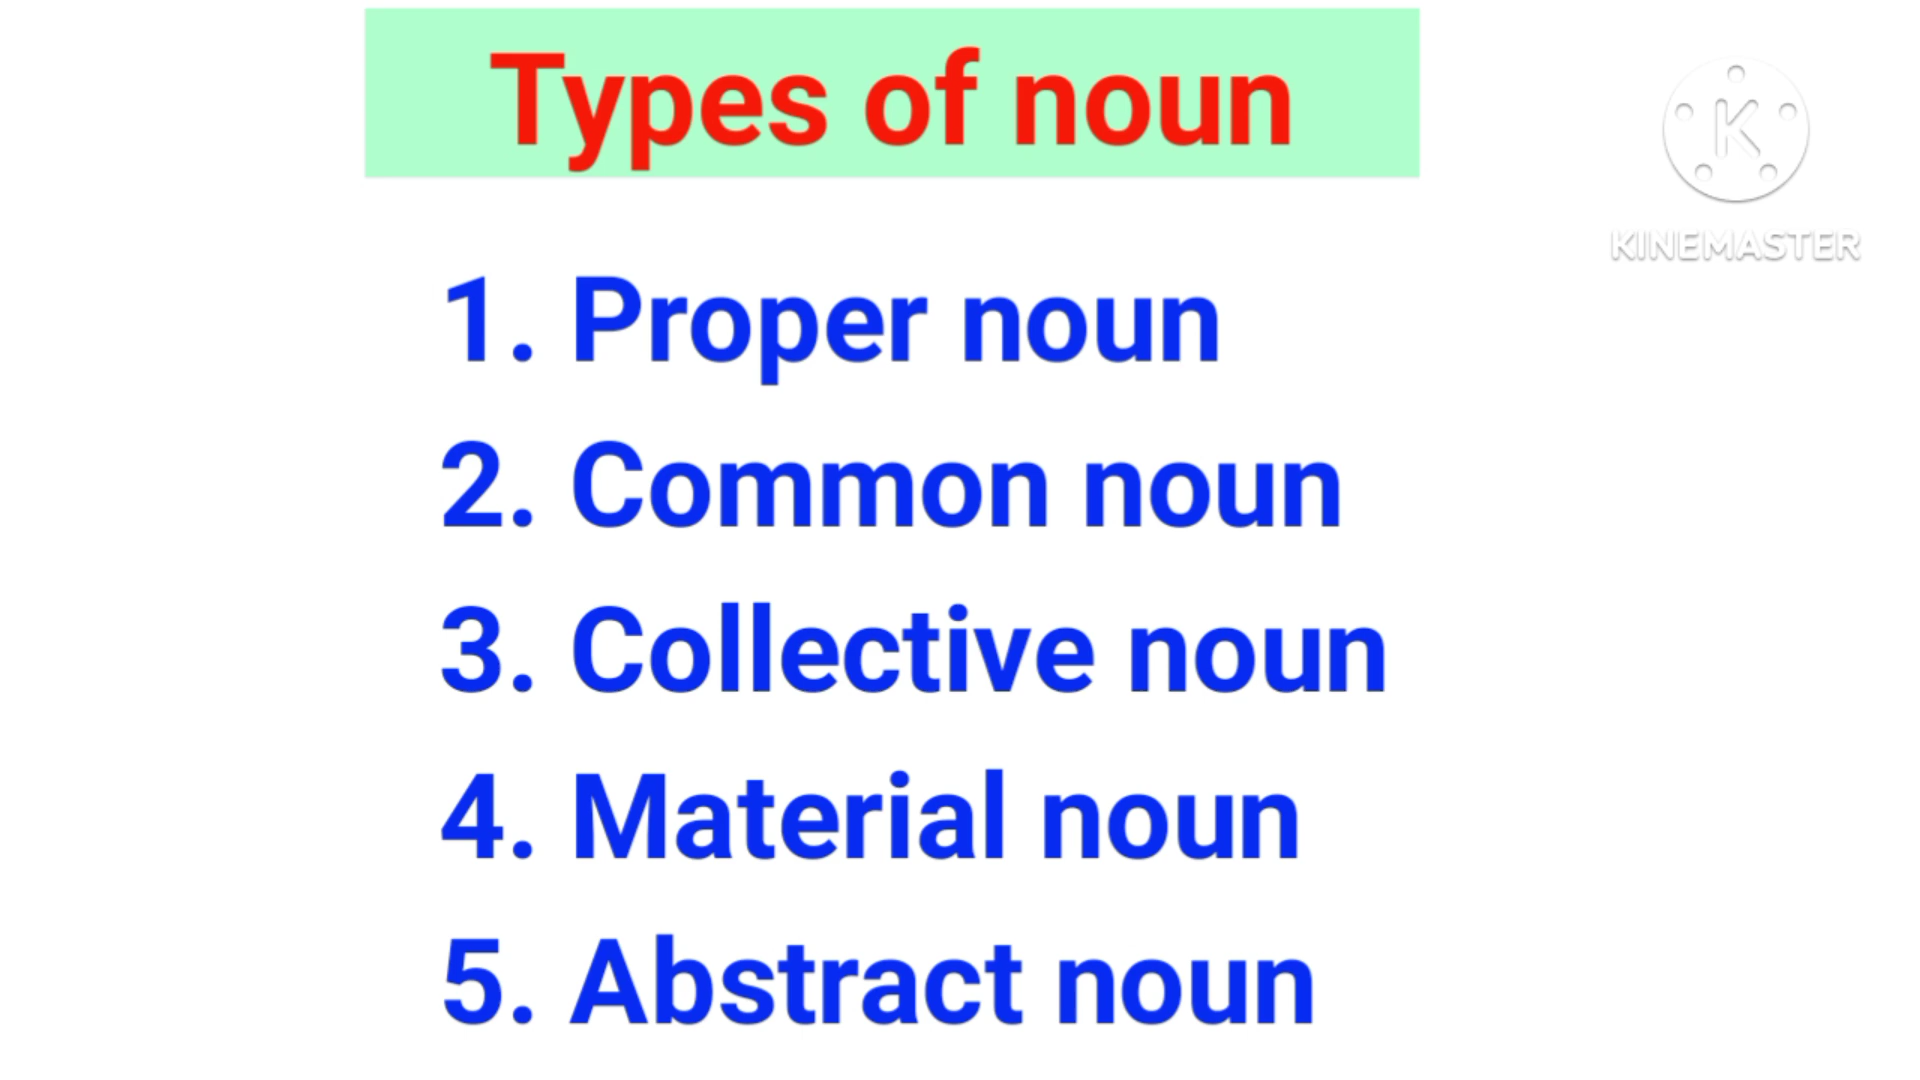 Types of noun
K
KINEMASTER
1. Proper noun
2. Common noun
3. Collective noun
4. Material noun
5. Abstract noun